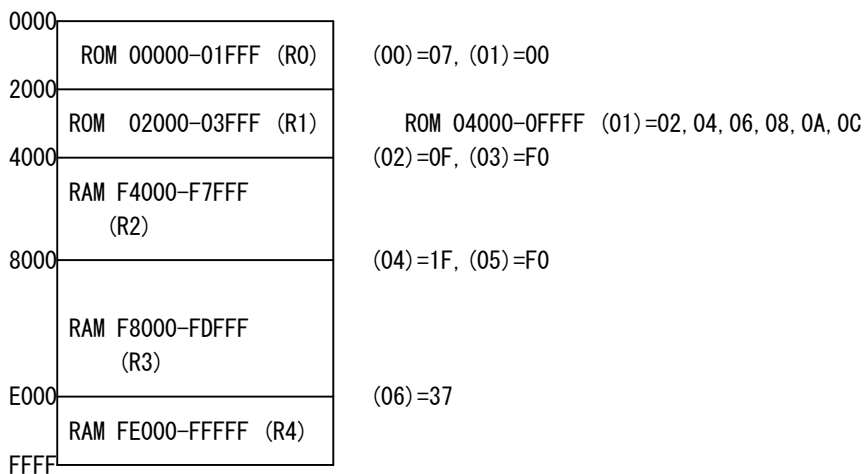 0000
ROM 00000-01FFF (R0) (00)=07, (01)=00
2000
ROM 02000-03FFF (R1) ROM 04000-0FFFF (01)=02, 04, 06, 08, 0A, 0C
4000 (02)=0F, (03)=F0
RAM F4000-F7FFF
(R2)
8000 (04)=1F, (05)=F0
RAM F8000-FDFFF
(R3)
E000 (06)=37
RAM FE000-FFFFF (R4)
FFFF